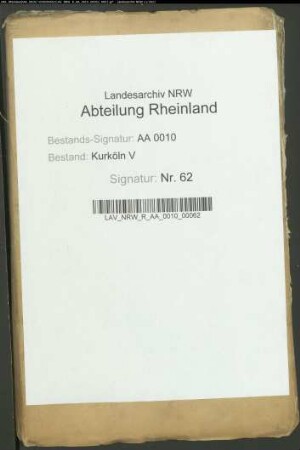 Landesarchiv NRW
Abteilung Rheinland
Bestands-Signatur: AA 0010
Bestand: Kurköln V
Signatur: Nr. 62
LAV_NRW_R_AA_0010_00062